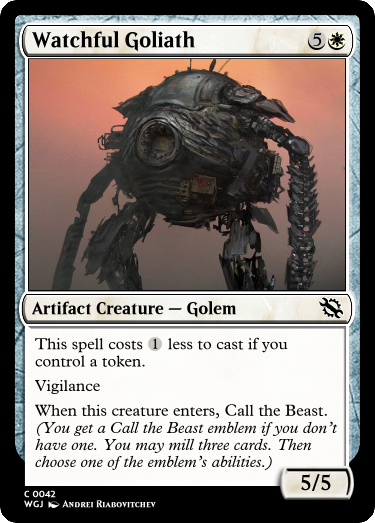 Watchful Goliath 5
Artifact Creature — Golem
This spell costs 1 less to cast if you
control a token.
Vigilance
When this creature enters, Call the Beast.
(You get a Call the Beast emblem if you don't
have one. You may mill three cards. Then
choose one of the emblem's abilities.)
5/5
C 0042
WGJ Andrei Riabovitchev